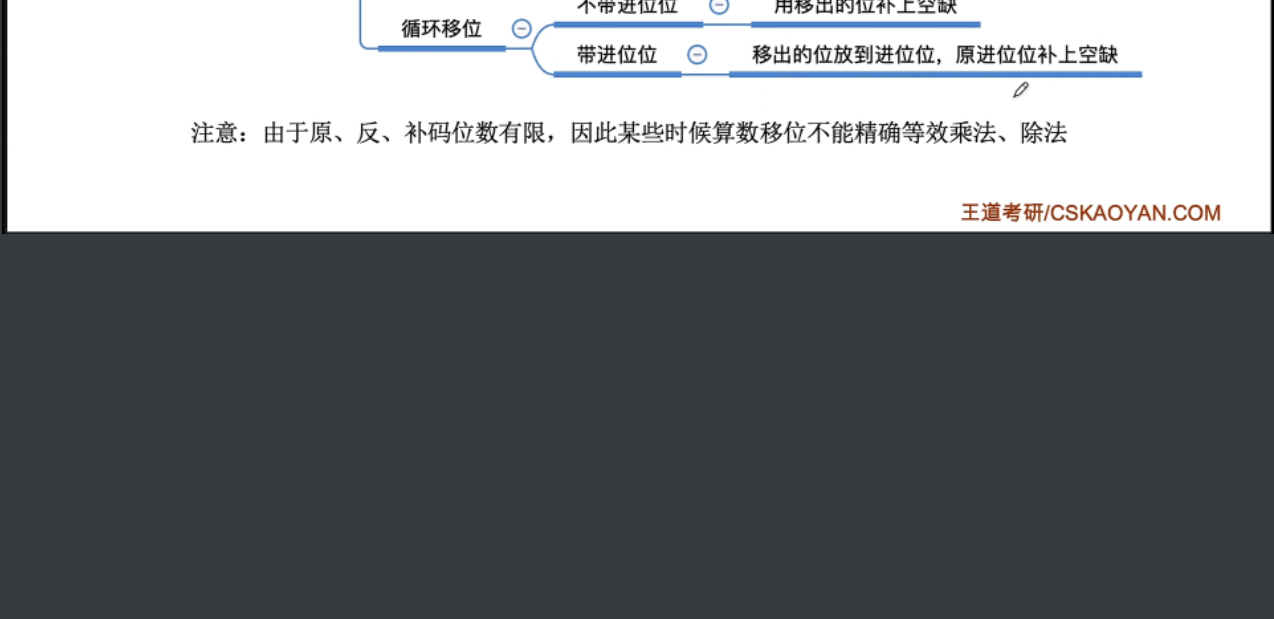 不带进位位 用移出的位补上空缺
循环移位
带进位位 移出的位放到进位位，原进位位补上空缺
注意：由于原、反、补码位数有限，因此某些时候算数移位不能精确等效乘法、除法
王道考研/CSKAOYAN.COM